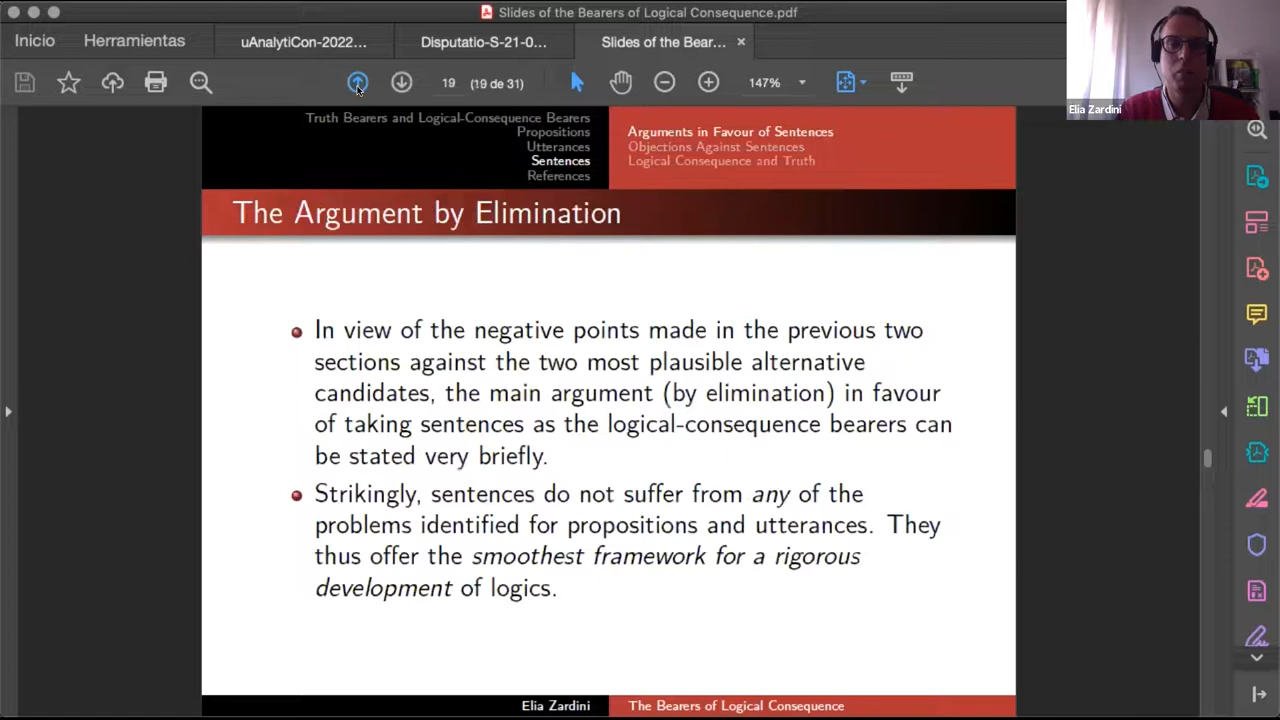 Slides of the Bearers of Logical Consequence.pdf
Inicio
Herramientas
uAnalytiCon-2022...
Disputatio-S-21-0...
Slides of the Bear...
19
(19 de 31)
147%
Elia Zardini
Truth Bearers and Logical-Consequence Bearers
Propositions
Utterances
Sentences
References
Arguments in Favour of Sentences
Objections Against Sentences
Logical Consequence and Truth
The Argument by Elimination
In view of the negative points made in the previous two
sections against the two most plausible alternative
candidates, the main argument (by elimination) in favour
of taking sentences as the logical-consequence bearers can
be stated very briefly.
Strikingly, sentences do not suffer from any of the
problems identified for propositions and utterances. They
thus offer the smoothest framework for a rigorous
development of logics.
Elia Zardini
The Bearers of Logical Consequence